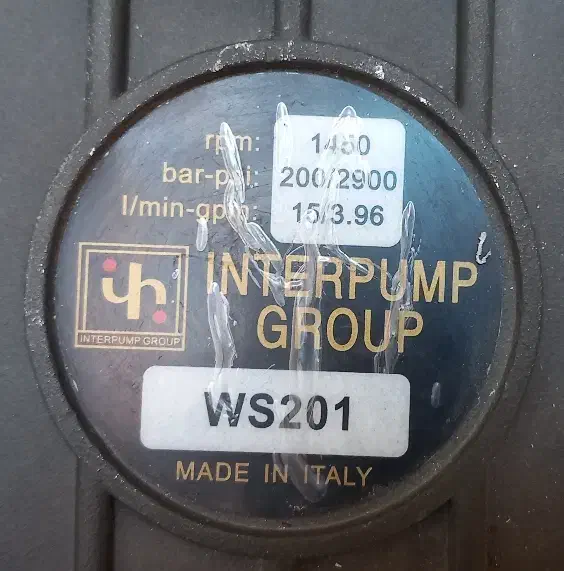 rpm: 1450
bar-psi: 200/2900
l/min-gpm: 15/3.96
INTERPUMP
GROUP
INTERPUMP GROUP
WS201
MADE IN ITALY